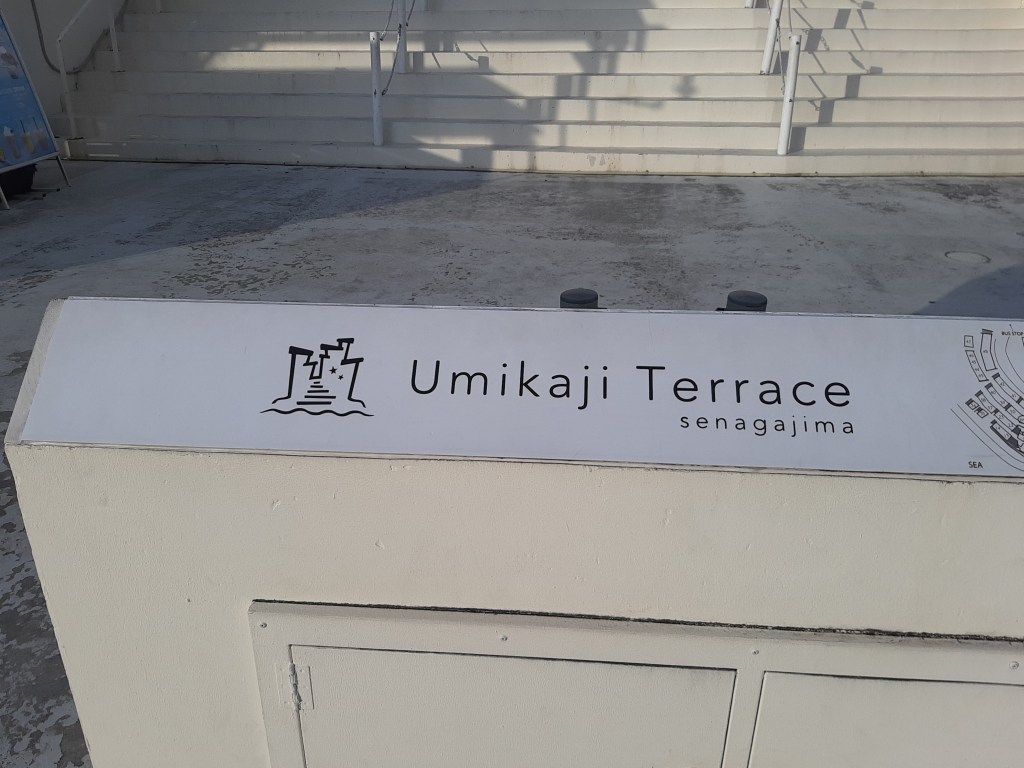 Umikaji Terrace
senagajima
BUS STOP
SEA